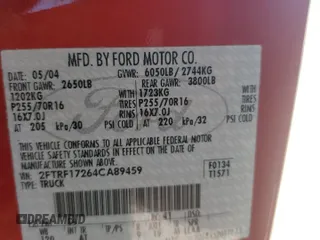 MFD. BY FORD MOTOR CO.
DATE: 05/04 GVWR: 6050LB/ 2744KG
FRONT GAWR: 2650LB REAR GAWR: 3800LB
1202KG WITH 1723KG WITH
P255/70R16 TIRES P255/70R16 TIRES
16X7.0J RINS 16X7.0J RIMS
AT 205 kPa/30 PSI COLD AT 220 kPa/ 32 PSI COLD
THIS VEHICLE CONFORMS TO ALL APPLICABLE FEDERAL MOTOR
VEHICLE SAFETY STANDARDS IN EFFECT ON THE DATE OF
MANUFACTURE SHOWN ABOVE.
VIN: 2FTRF17264CA89459
TYPE: TRUCK
F0134
11S71
Ford
DREAMBID